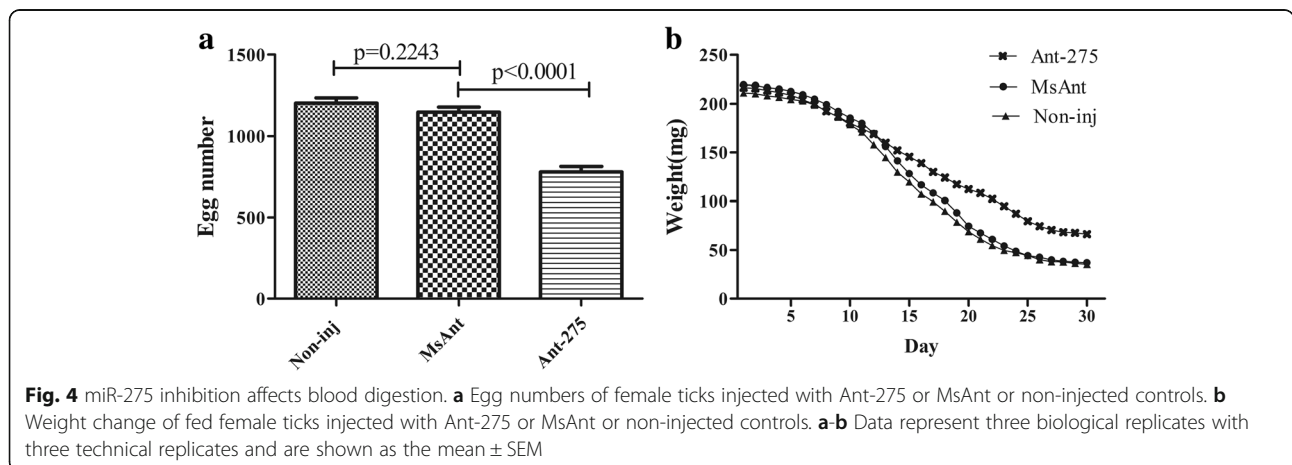 a
p=0.2243
p<0.0001
1500
1000
500
0
Egg number
Non-inj
MsAnt
Ant-275
b
250
200
150
100
50
0
Weight(mg)
5 10 15 20 25 30
Day
Ant-275
MsAnt
Non-inj
Fig. 4 miR-275 inhibition affects blood digestion. a Egg numbers of female ticks injected with Ant-275 or MsAnt or non-injected controls. b
Weight change of fed female ticks injected with Ant-275 or MsAnt or non-injected controls. a-b Data represent three biological replicates with
three technical replicates and are shown as the mean ± SEM